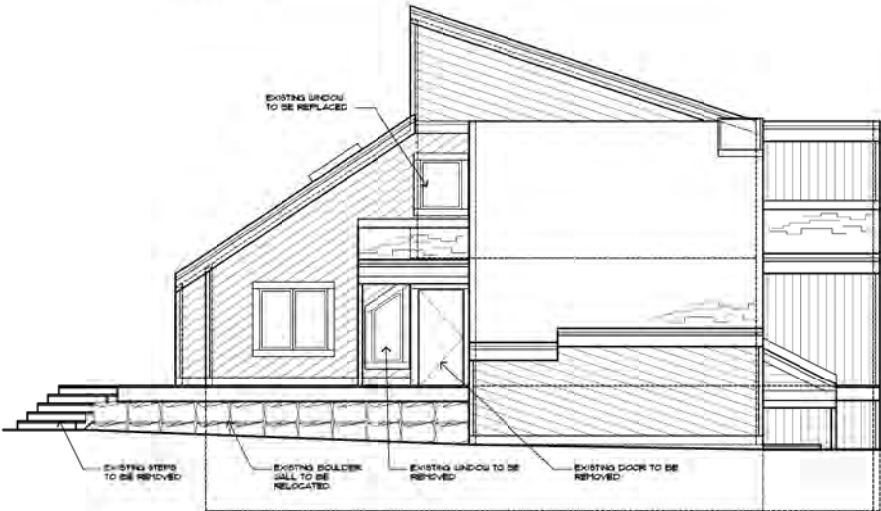 EXISTING WINDOW
TO BE REPLACED
EXISTING STEPS
TO BE REMOVED
EXISTING BOULDER
WALL TO BE
RELOCATED
EXISTING WINDOW TO BE
REMOVED
EXISTING DOOR TO BE
REMOVED